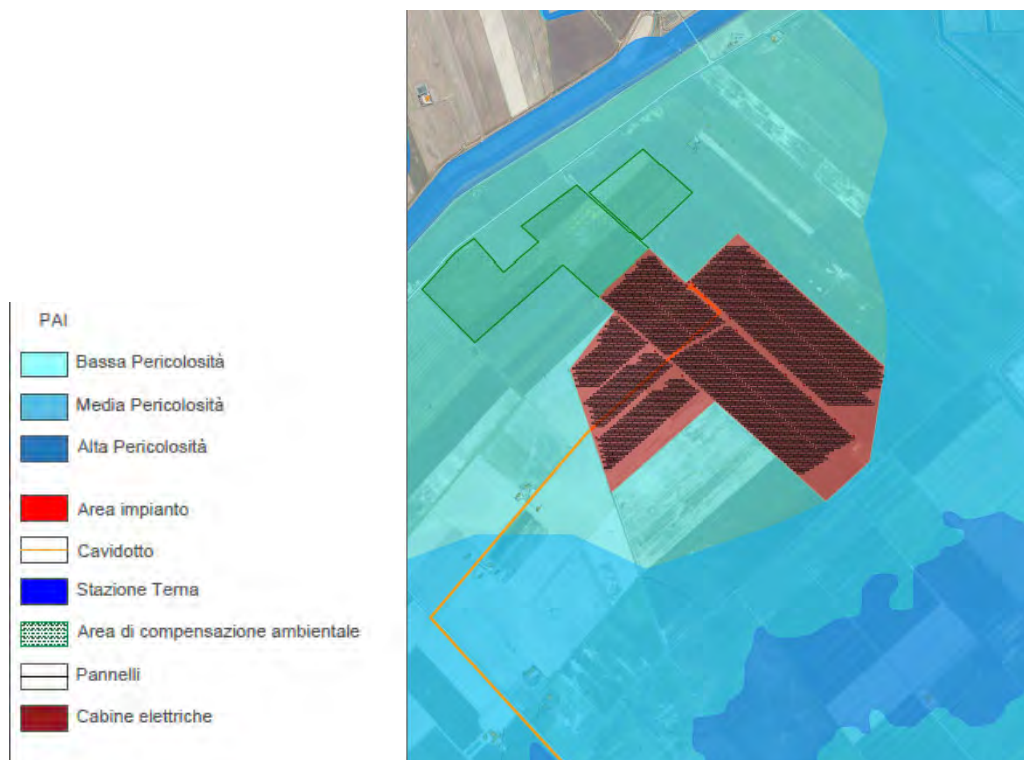 PAI
Bassa Pericolosità
Media Pericolosità
Alta Pericolosità
Area impianto
Cavidotto
Stazione Terna
Area di compensazione ambientale
Pannelli
Cabine elettriche